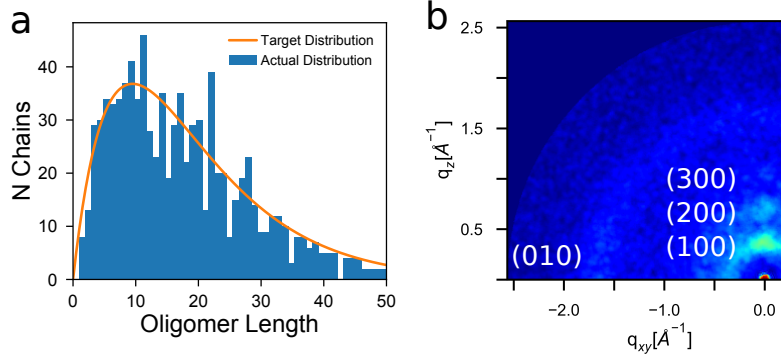 a
Target Distribution
Actual Distribution
N Chains
40
30
20
10
0
0 10 20 30 40 50
Oligomer Length
b
2.5
1.5
0.5
q_z[Å⁻¹]
(300)
(200)
(100)
(010)
−2.0 −1.0 0.0
q_xy[Å⁻¹]